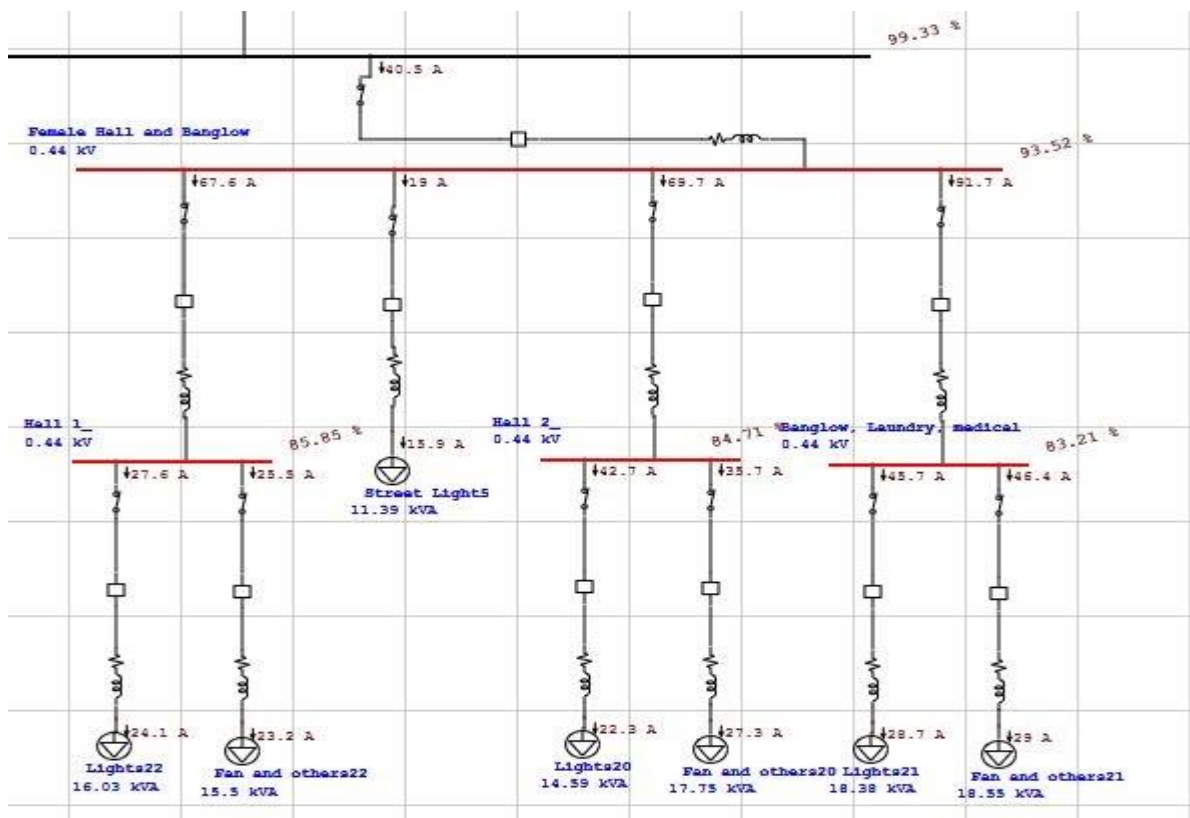 99.33 %
40.5 A
Female Hall and Banglow
0.44 kV
93.52 %
67.6 A
19 A
69.7 A
91.7 A
Hall 1_
0.44 kV
85.85 %
27.6 A
25.5 A
15.9 A
Street Light5
11.39 kVA
Hall 2_
0.44 kV
84.71 %
42.7 A
35.7 A
Banglow, Laundry, medical
0.44 kV
83.21 %
45.7 A
46.4 A
24.1 A
Lights22
16.03 kVA
23.2 A
Fan and others22
15.5 kVA
22.3 A
Lights20
14.59 kVA
27.3 A
Fan and others20
17.75 kVA
28.7 A
Lights21
18.38 kVA
29 A
Fan and others21
18.55 kVA